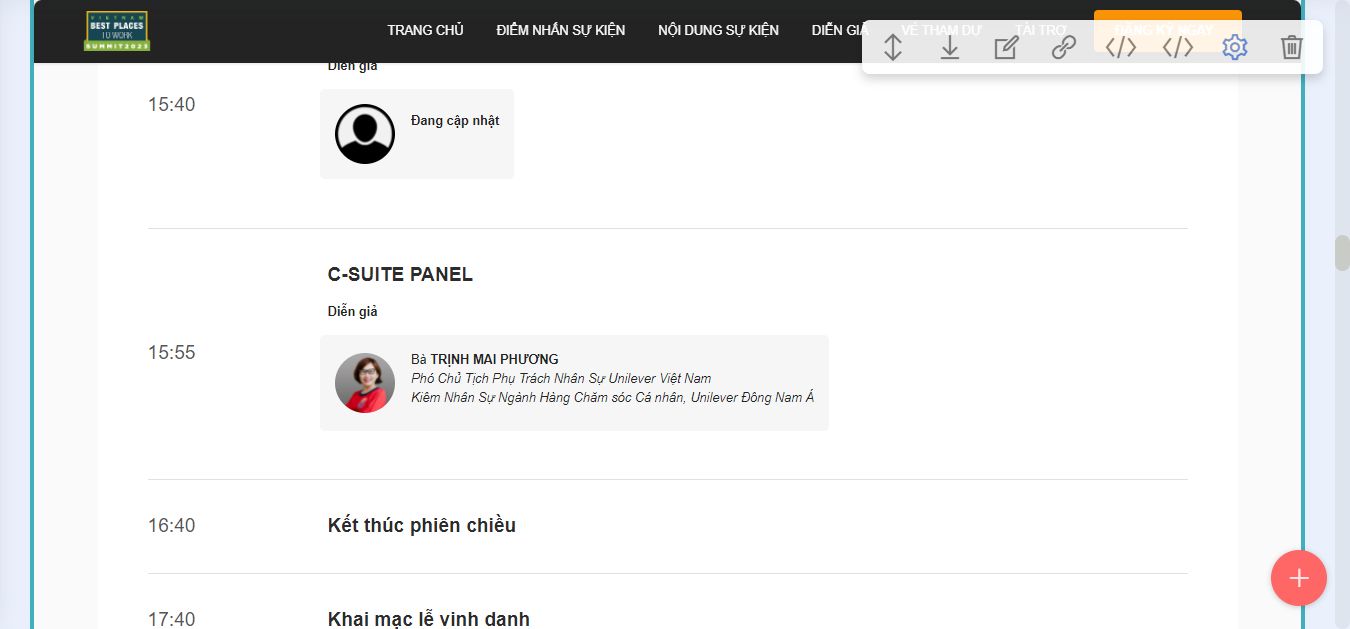 VIETNAM
BEST PLACES
TO WORK
SUMMIT2023
TRANG CHỦ
ĐIỂM NHẤN SỰ KIỆN
NỘI DUNG SỰ KIỆN
DIỄN GIẢ
VÉ THAM DỰ
TÀI TRỢ
ĐĂNG KÝ NGAY
Diễn giả
15:40
Đang cập nhật
C-SUITE PANEL
Diễn giả
15:55
Bà TRỊNH MAI PHƯƠNG
Phó Chủ Tịch Phụ Trách Nhân Sự Unilever Việt Nam
Kiêm Nhân Sự Ngành Hàng Chăm sóc Cá nhân, Unilever Đông Nam Á
16:40
Kết thúc phiên chiều
17:40
Khai mạc lễ vinh danh